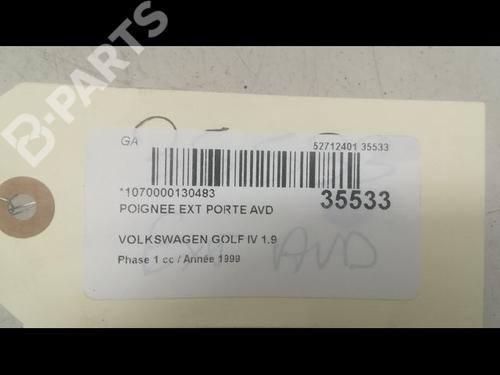 B-PARTS
GA
52712401 35533
*1070000130483
35533
POIGNEE EXT PORTE AVD
VOLKSWAGEN GOLF IV 1.9
Phase 1 cc / Année 1999
EXT AVD